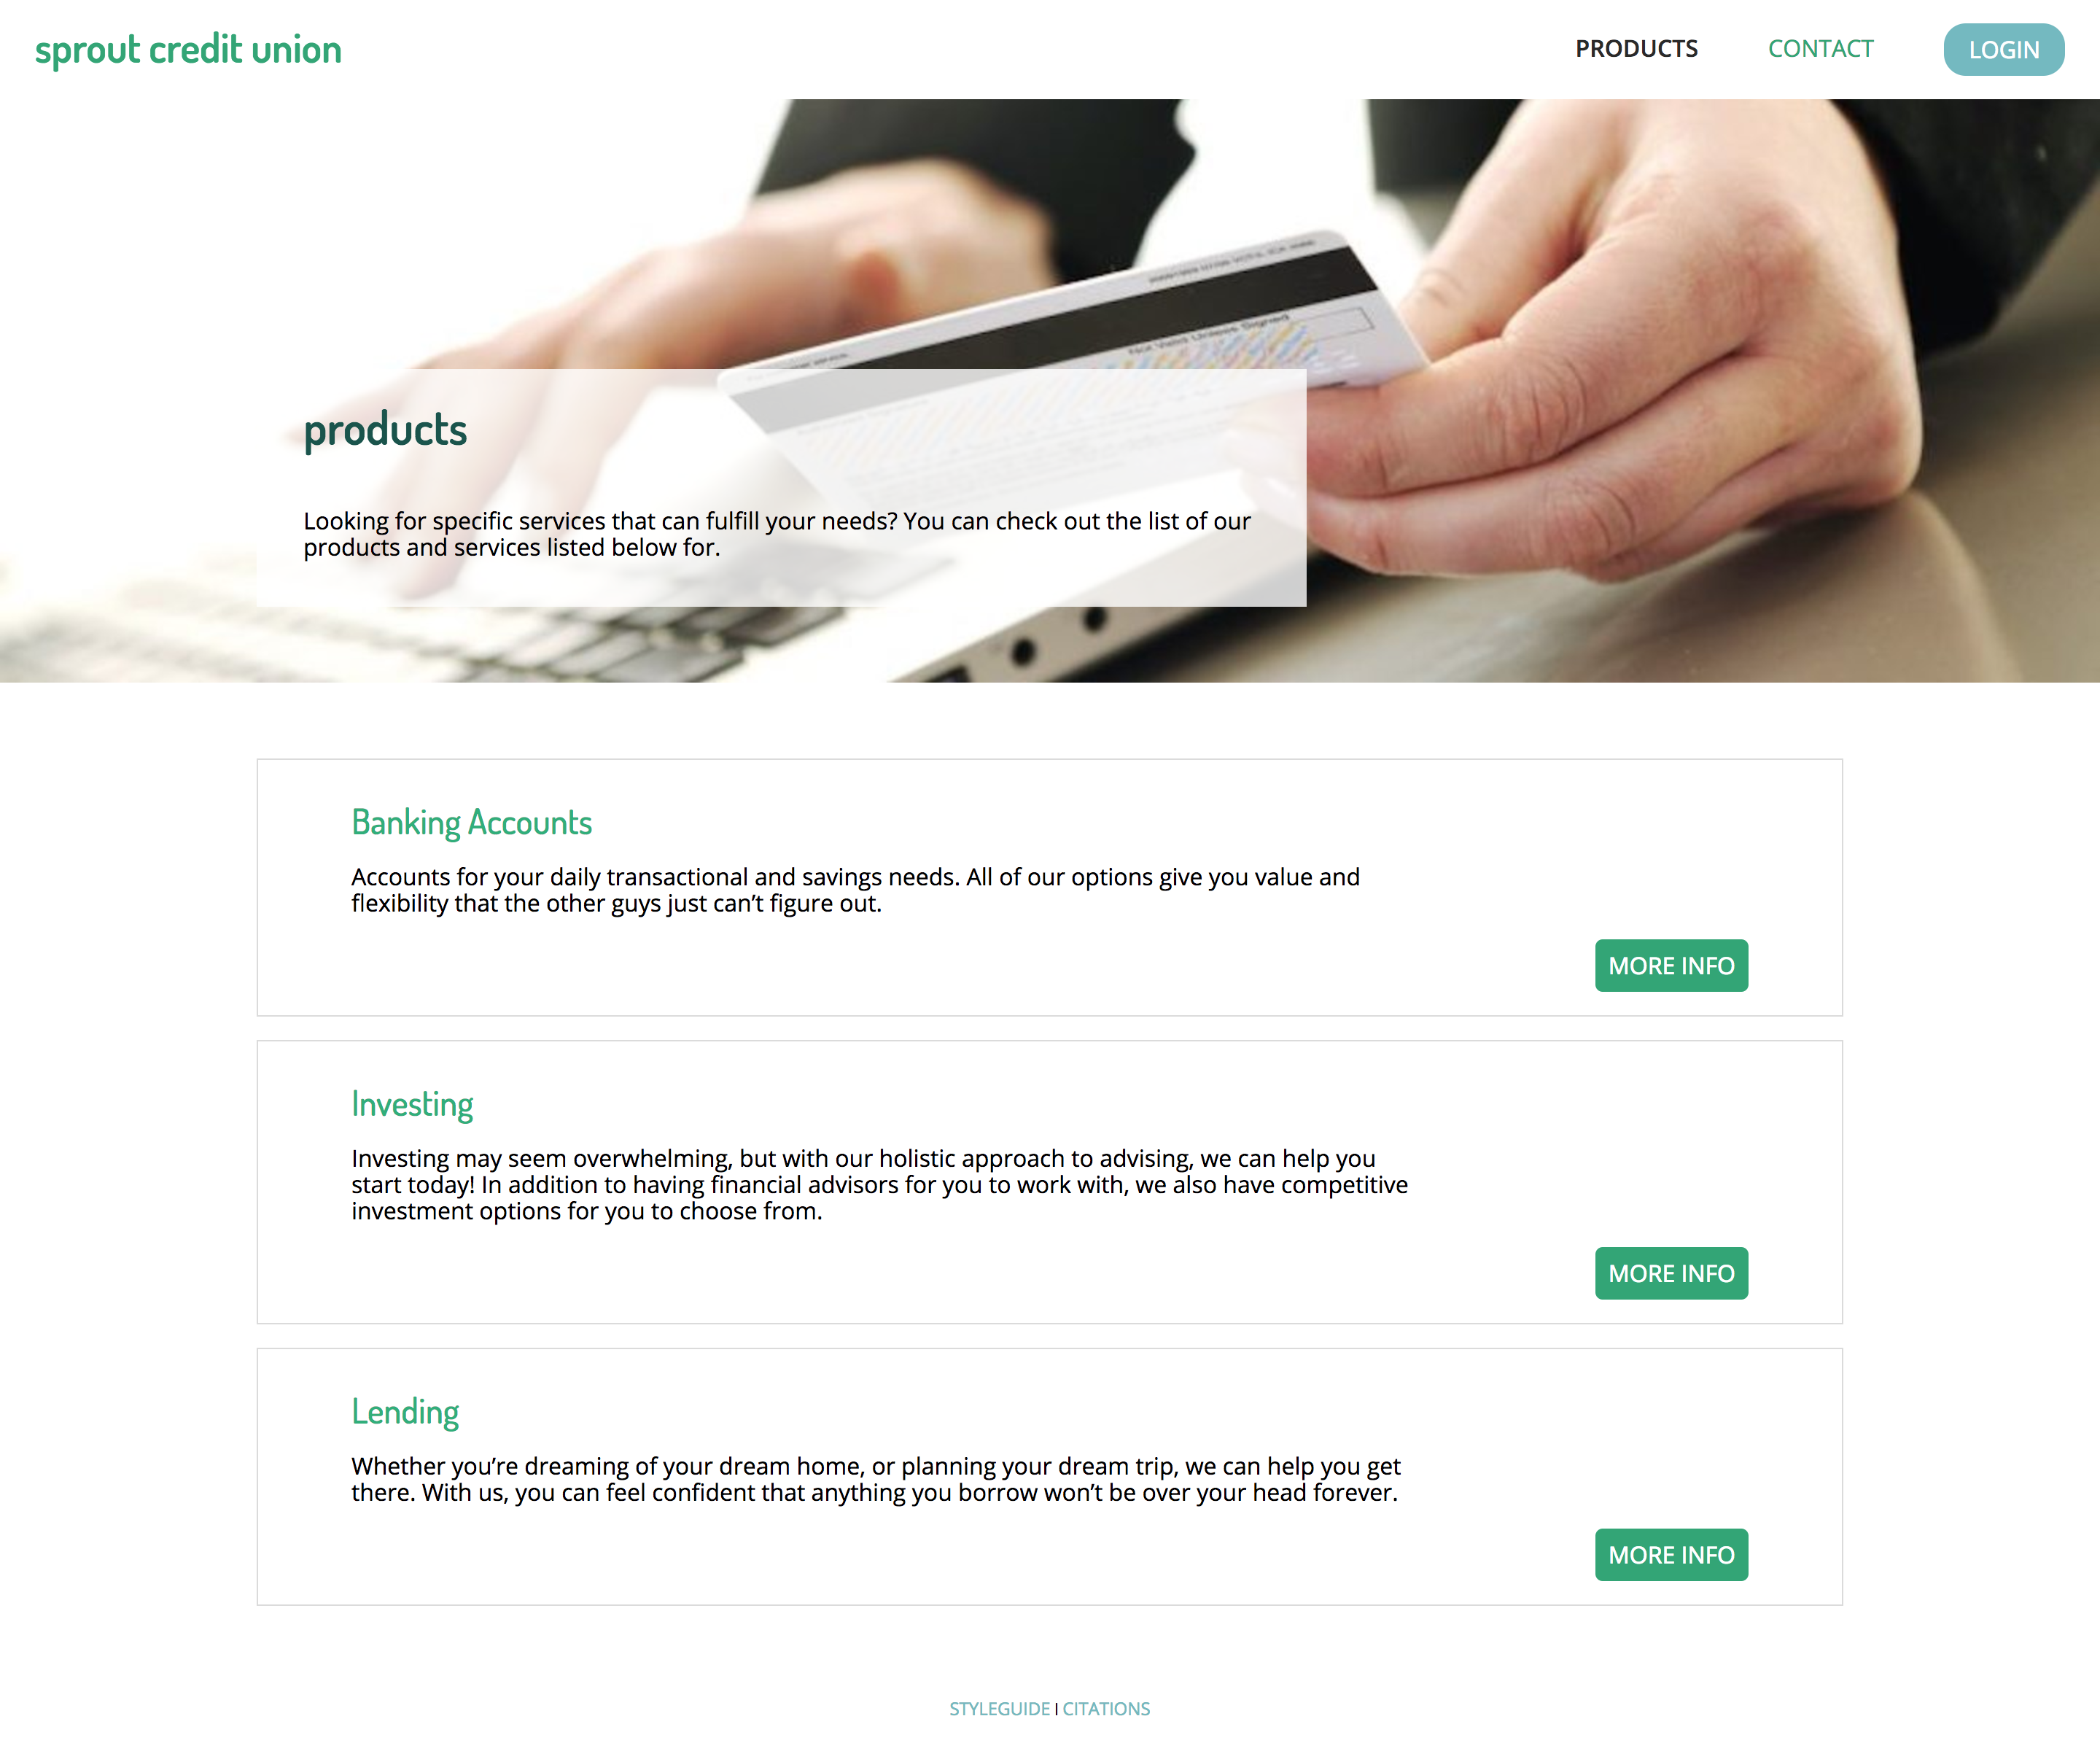 sprout credit union
PRODUCTS
CONTACT
LOGIN
Not Valid Unless Signed
products
Looking for specific services that can fulfill your needs? You can check out the list of our
products and services listed below for.
Banking Accounts
Accounts for your daily transactional and savings needs. All of our options give you value and
flexibility that the other guys just can’t figure out.
MORE INFO
Investing
Investing may seem overwhelming, but with our holistic approach to advising, we can help you
start today! In addition to having financial advisors for you to work with, we also have competitive
investment options for you to choose from.
MORE INFO
Lending
Whether you’re dreaming of your dream home, or planning your dream trip, we can help you get
there. With us, you can feel confident that anything you borrow won’t be over your head forever.
MORE INFO
STYLEGUIDE | CITATIONS